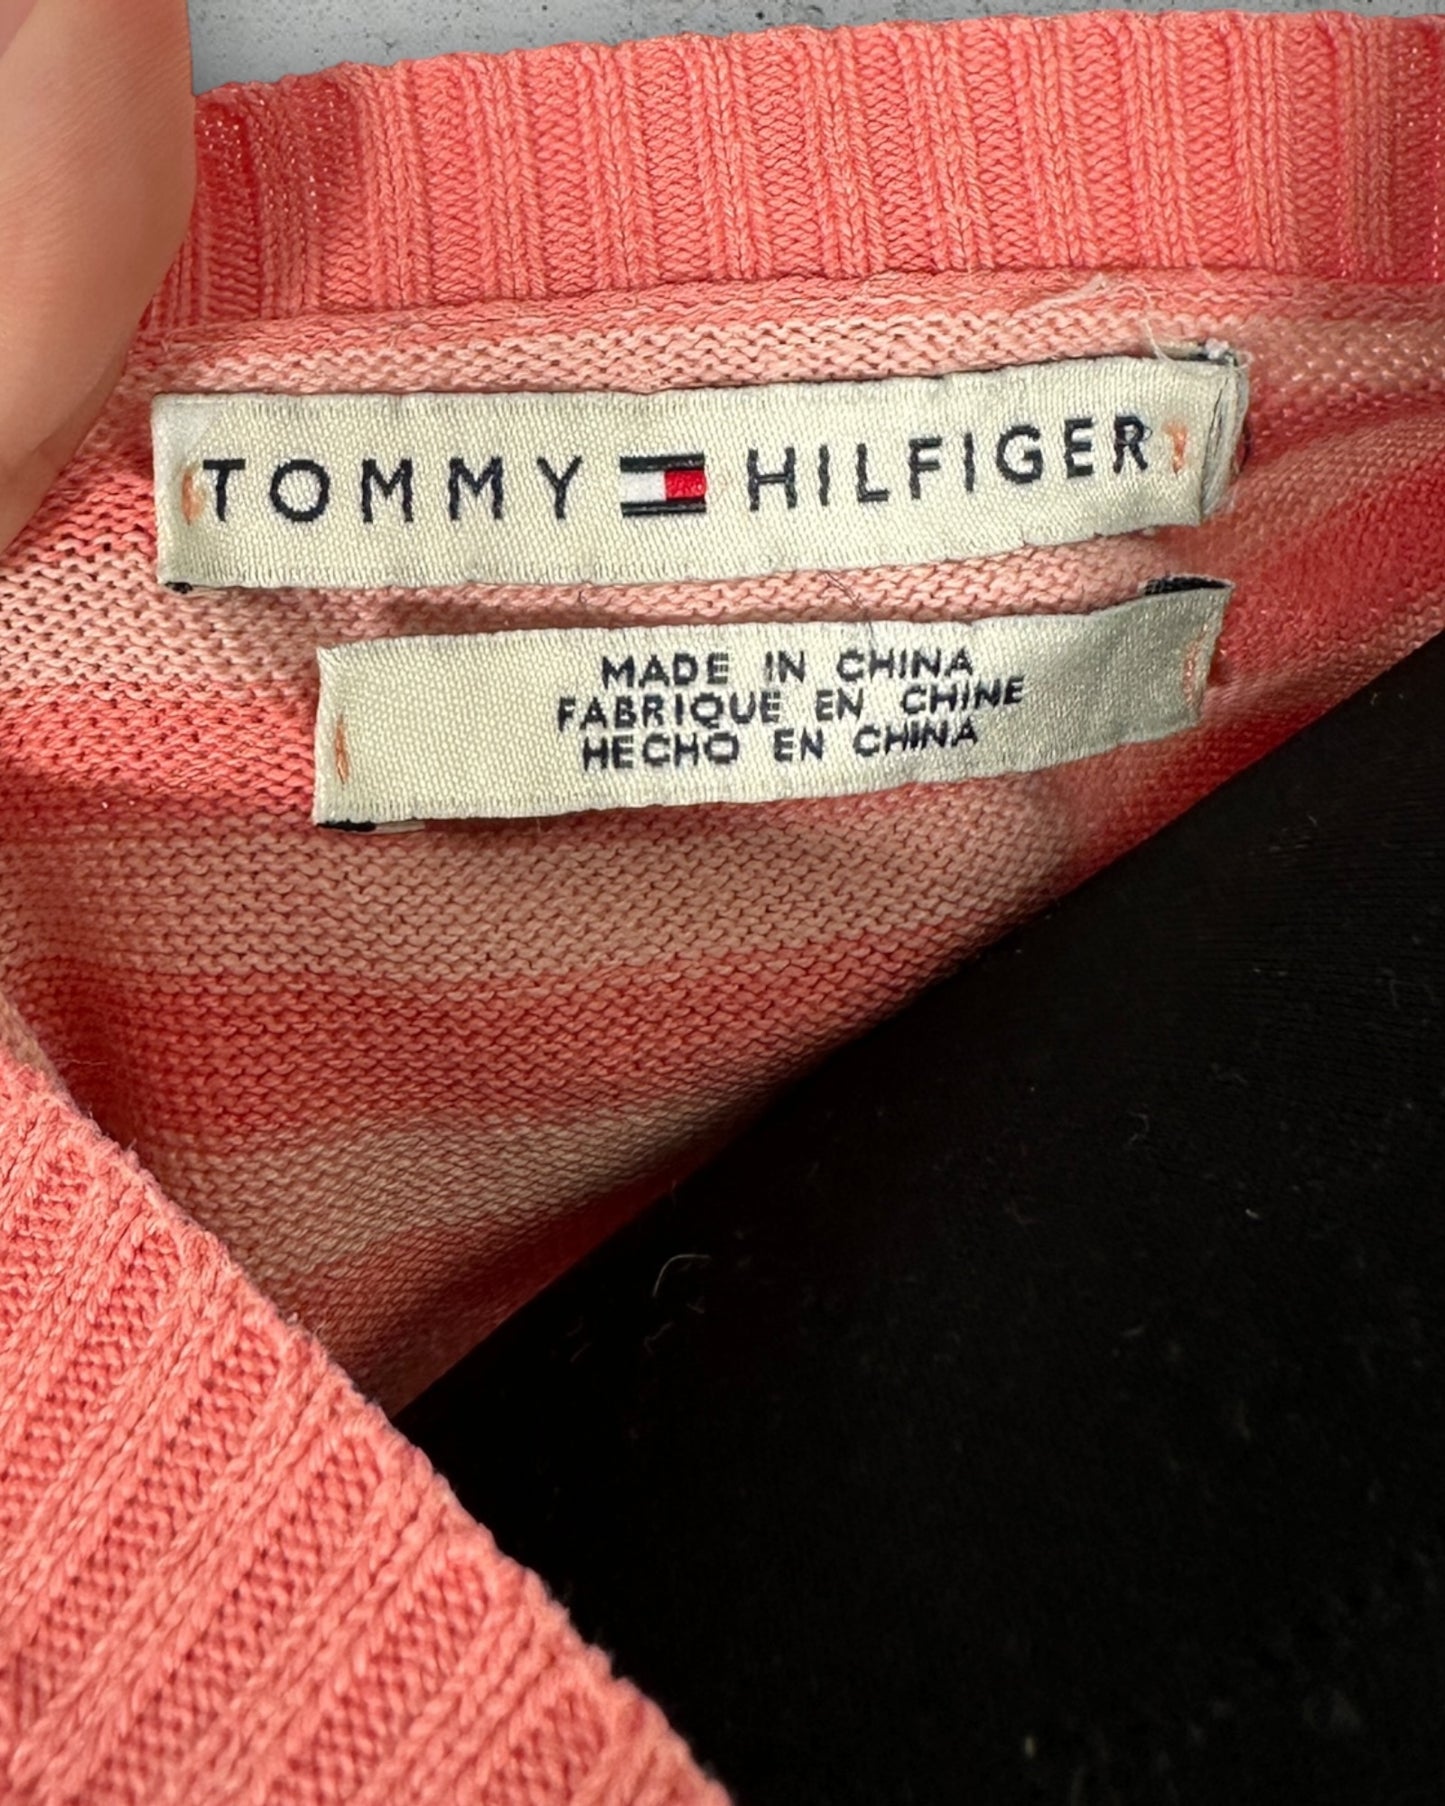 TOMMY HILFIGER
MADE IN CHINA
FABRIQUE EN CHINE
HECHO EN CHINA